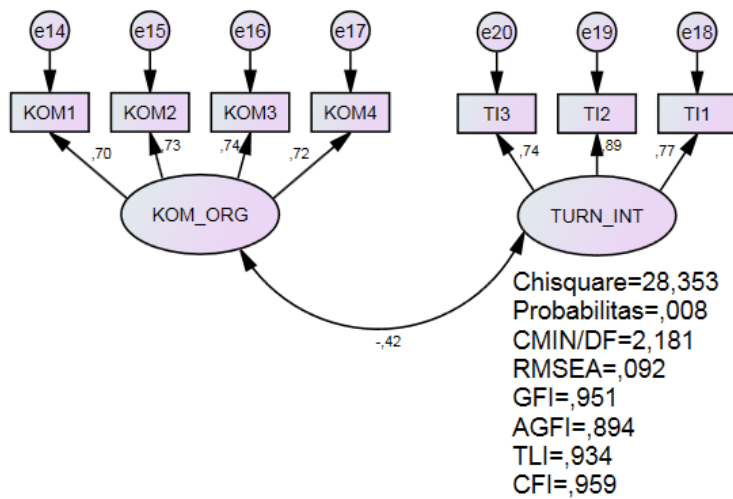 e14 e15 e16 e17 e20 e19 e18
KOM1 KOM2 KOM3 KOM4 TI3 TI2 TI1
,70 ,73 ,74 ,72 ,74 ,89 ,77
KOM_ORG TURN_INT
-,42
Chisquare=28,353
Probabilitas=,008
CMIN/DF=2,181
RMSEA=,092
GFI=,951
AGFI=,894
TLI=,934
CFI=,959